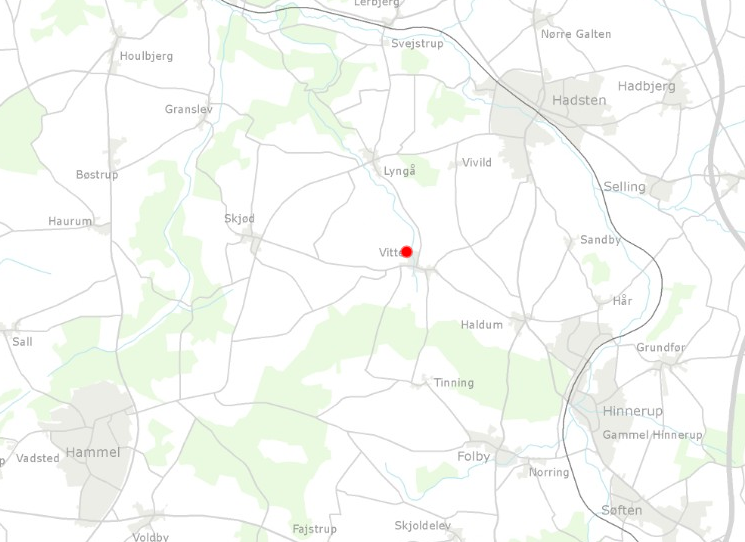 Lerbjerg
Nørre Galten
Svejstrup
Houlbjerg
Hadbjerg
Hadsten
Granslev
Vivild
Lyngå
Bøstrup
Selling
Skjød
Haurum
Sandby
Hår
Haldum
Sall
Grundfør
Tinning
Hinnerup
Gammel Hinnerup
Hammel
Vadsted
Folby
Norring
Søften
Skjoldelev
Fajstrup
Voldby